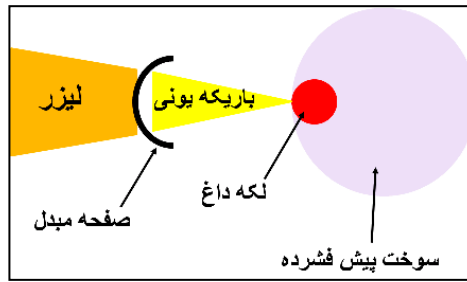 لیزر
باریکه یونی
صفحه مبدل
لکه داغ
سوخت پیش فشرده